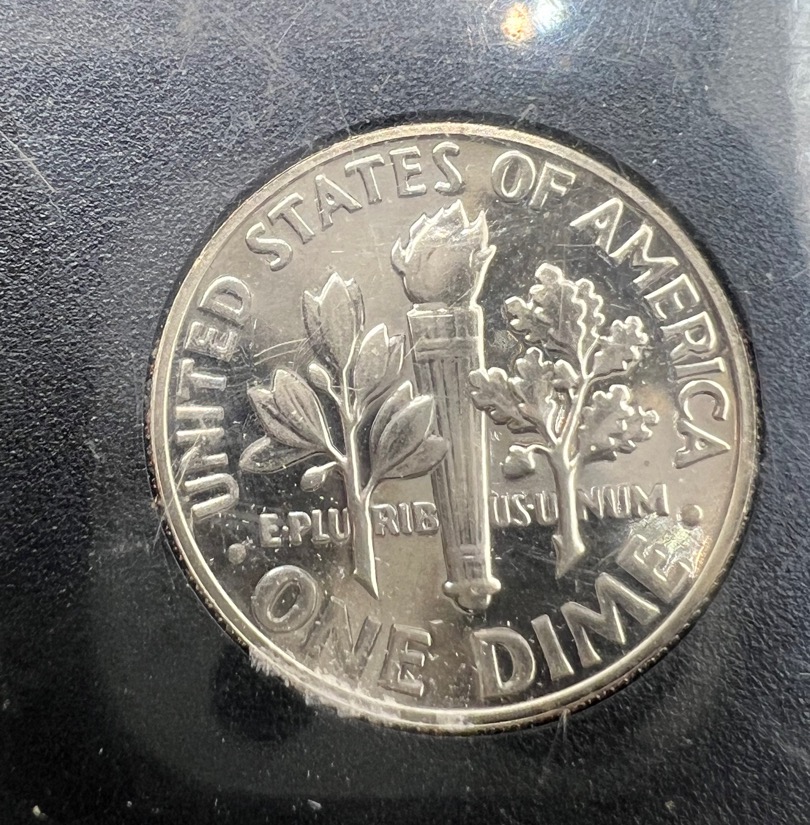 UNITED STATES OF AMERICA
E·PLURIBUS·UNUM
ONE DIME